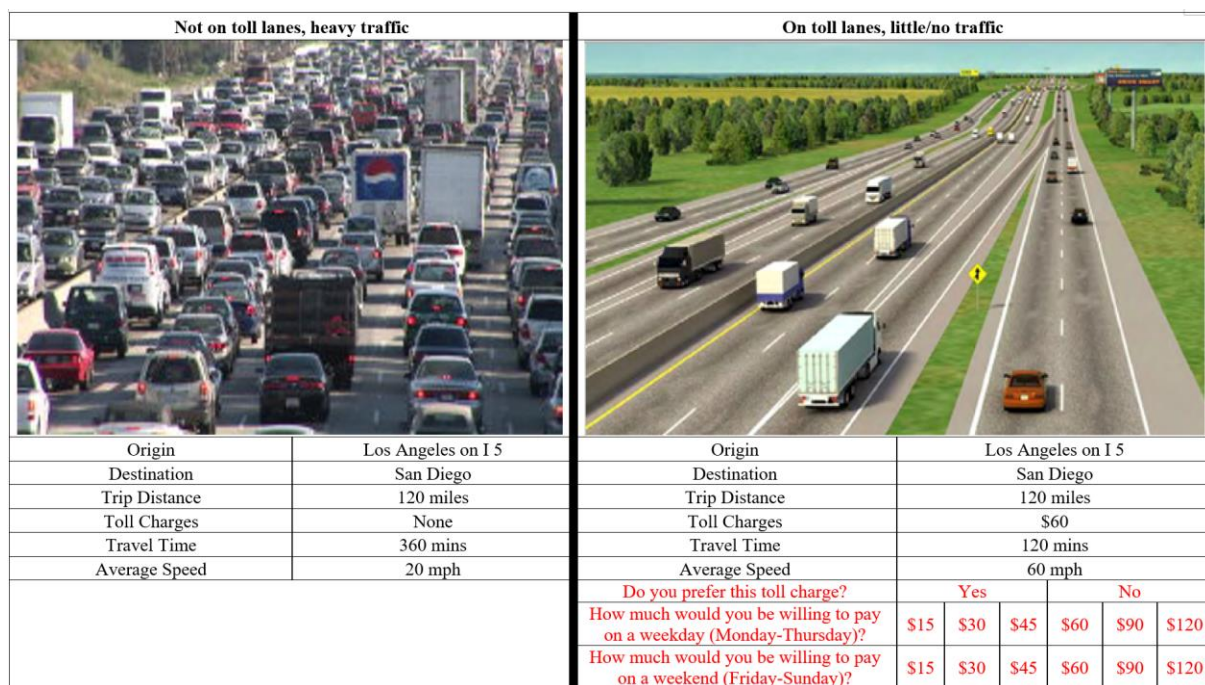 Not on toll lanes, heavy traffic
On toll lanes, little/no traffic
Origin Los Angeles on I 5
Destination San Diego
Trip Distance 120 miles
Toll Charges None
Travel Time 360 mins
Average Speed 20 mph
Origin Los Angeles on I 5
Destination San Diego
Trip Distance 120 miles
Toll Charges $60
Travel Time 120 mins
Average Speed 60 mph
Do you prefer this toll charge? Yes No
How much would you be willing to pay
on a weekday (Monday-Thursday)? $15 $30 $45 $60 $90 $120
How much would you be willing to pay
on a weekend (Friday-Sunday)? $15 $30 $45 $60 $90 $120